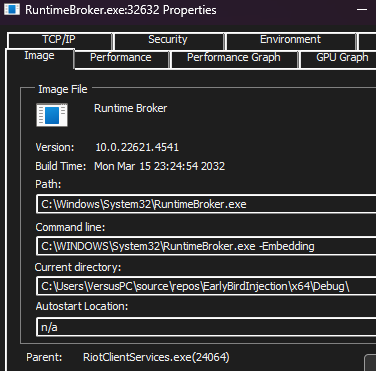 RuntimeBroker.exe:32632 Properties
TCP/IP Security Environment
Image Performance Performance Graph GPU Graph
Image File
Runtime Broker
Version: 10.0.22621.4541
Build Time: Mon Mar 15 23:24:54 2032
Path:
C:\Windows\System32\RuntimeBroker.exe
Command line:
C:\WINDOWS\System32\RuntimeBroker.exe -Embedding
Current directory:
C:\Users\VersusPC\source\repos\EarlyBirdInjection\x64\Debug\
Autostart Location:
n/a
Parent: RiotClientServices.exe(24064)